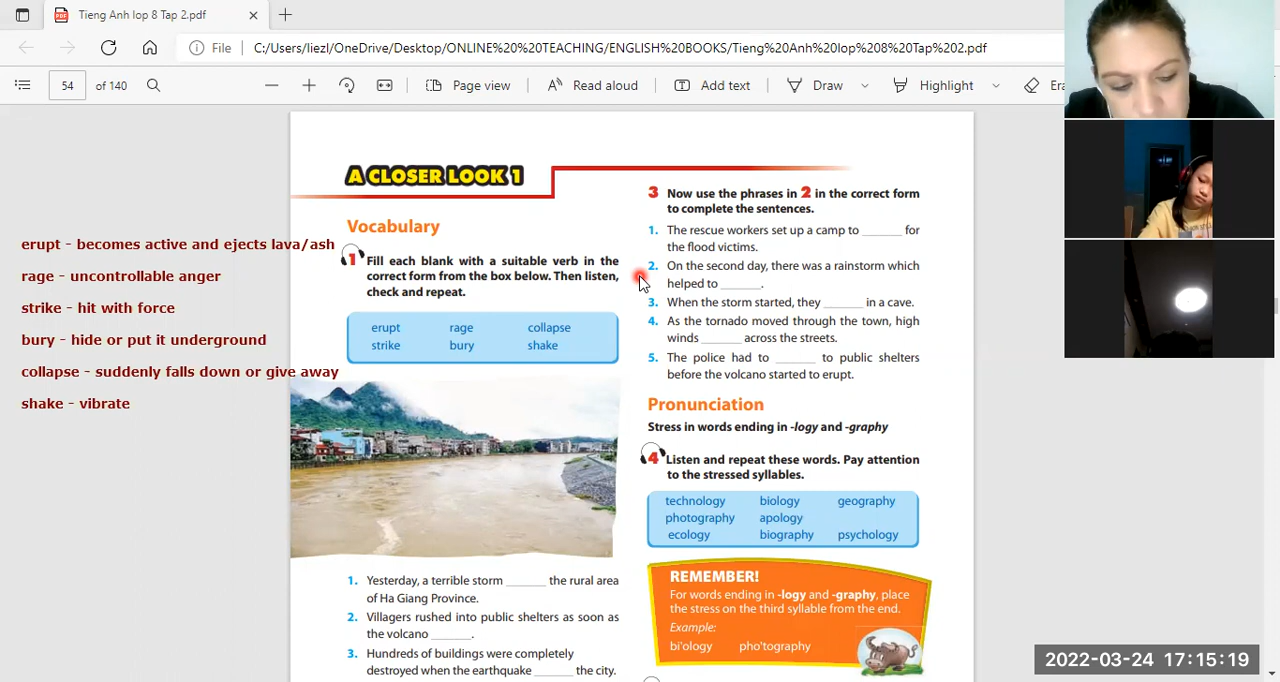 Tieng Anh lop 8 Tap 2.pdf
File
C:/Users/liezl/OneDrive/Desktop/ONLINE%20%20TEACHING/ENGLISH%20BOOKS/Tieng%20Anh%20lop%208%20Tap%202.pdf
54 of 140
Page view
Read aloud
Add text
Draw
Highlight
A CLOSER LOOK 1
erupt - becomes active and ejects lava/ash
rage - uncontrollable anger
strike - hit with force
bury - hide or put it underground
collapse - suddenly falls down or give away
shake - vibrate
Vocabulary
1 Fill each blank with a suitable verb in the
correct form from the box below. Then listen,
check and repeat.
erupt rage collapse
strike bury shake
1. Yesterday, a terrible storm ______ the rural area
of Ha Giang Province.
2. Villagers rushed into public shelters as soon as
the volcano ______.
3. Hundreds of buildings were completely
destroyed when the earthquake ______ the city.
3 Now use the phrases in 2 in the correct form
to complete the sentences.
1. The rescue workers set up a camp to ______ for
the flood victims.
2. On the second day, there was a rainstorm which
helped to ______.
3. When the storm started, they ______ in a cave.
4. As the tornado moved through the town, high
winds ______ across the streets.
5. The police had to ______ to public shelters
before the volcano started to erupt.
Pronunciation
Stress in words ending in -logy and -graphy
4 Listen and repeat these words. Pay attention
to the stressed syllables.
technology biology geography
photography apology
ecology biography psychology
REMEMBER!
For words ending in -logy and -graphy, place
the stress on the third syllable from the end.
Example:
bi'ology pho'tography
2022-03-24 17:15:19